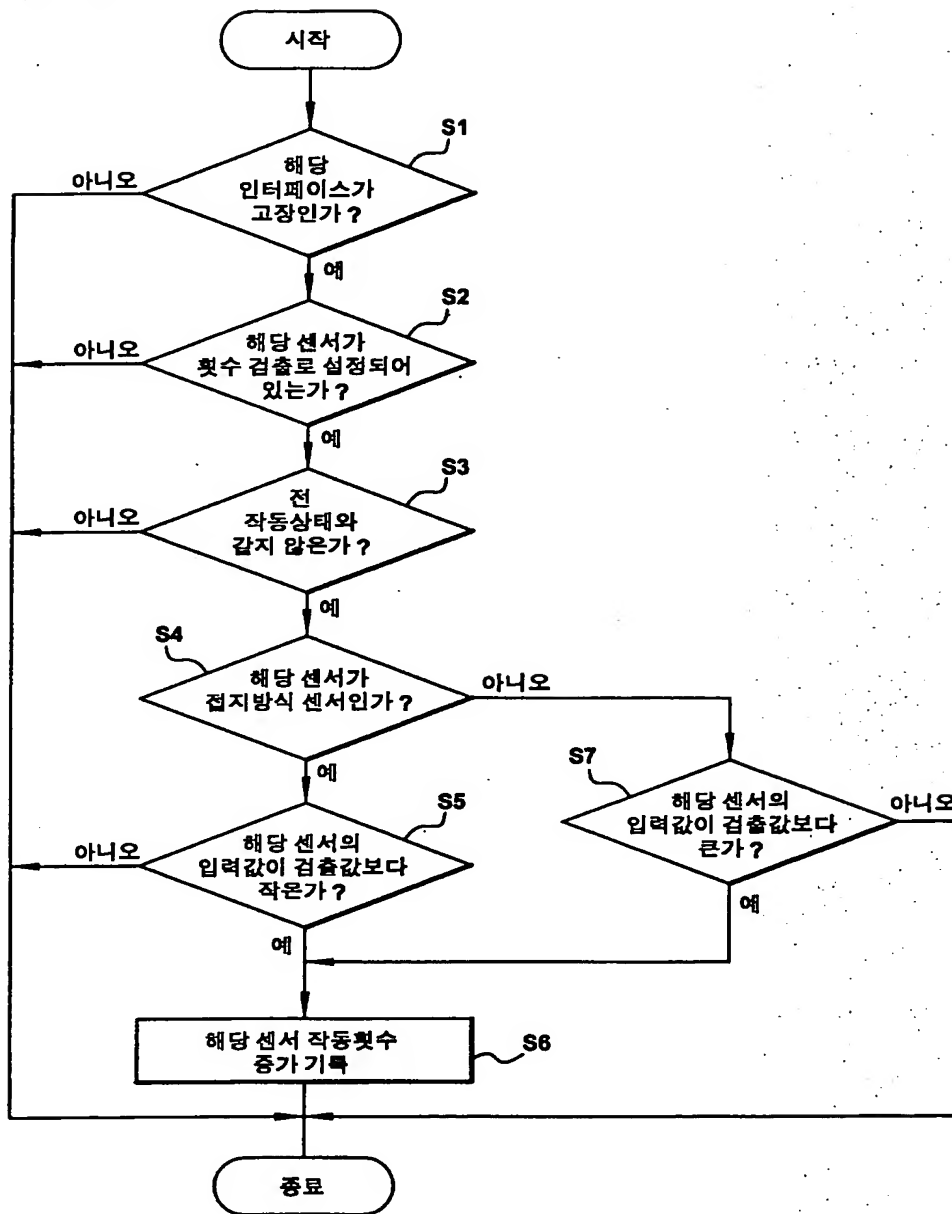 시작
S1
해당
인터페이스가
고장인가 ?
아니오
예
S2
해당 센서가
횟수 검출로 설정되어
있는가 ?
아니오
예
S3
전
작동상태와
같지 않은가 ?
아니오
예
S4
해당 센서가
접지방식 센서인가 ?
아니오
예
S5
해당 센서의
입력값이 검출값보다
작은가 ?
아니오
예
S7
해당 센서의
입력값이 검출값보다
큰가 ?
아니오
예
해당 센서 작동횟수
증가 기록
S6
종료